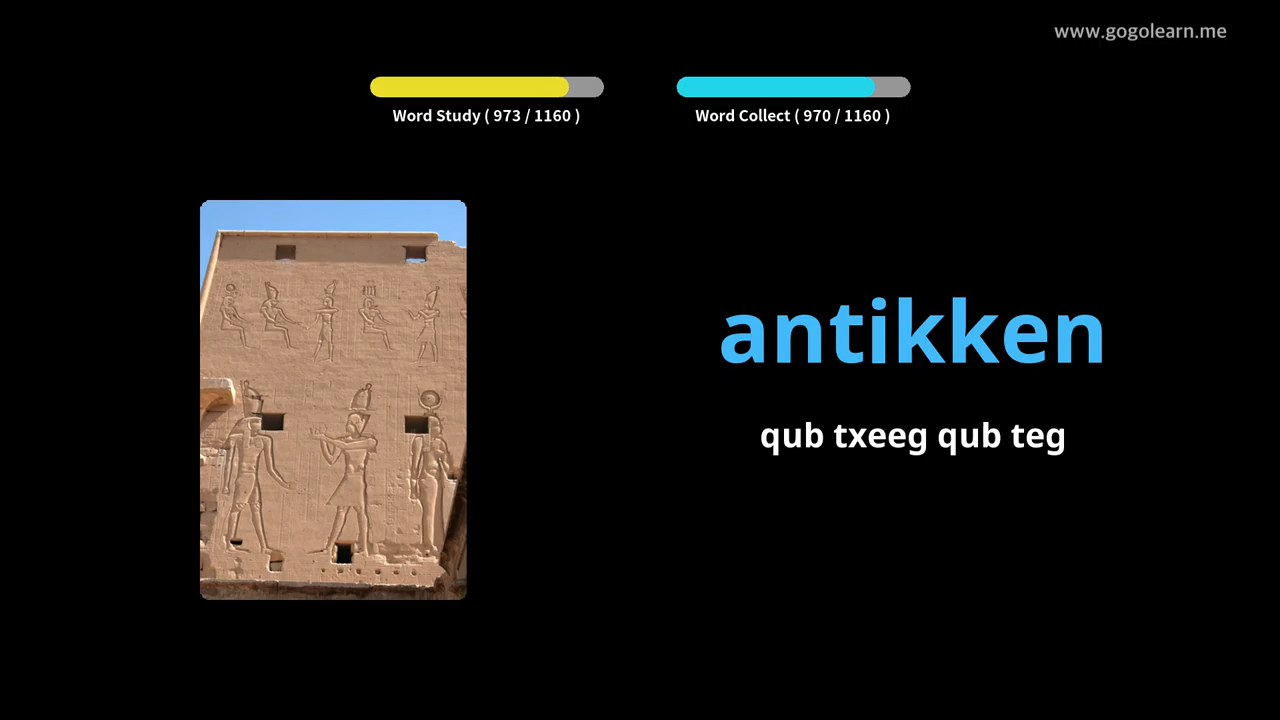 www.gogolearn.me
Word Study ( 973 / 1160 )
Word Collect ( 970 / 1160 )
antikken
qub txeeg qub teg